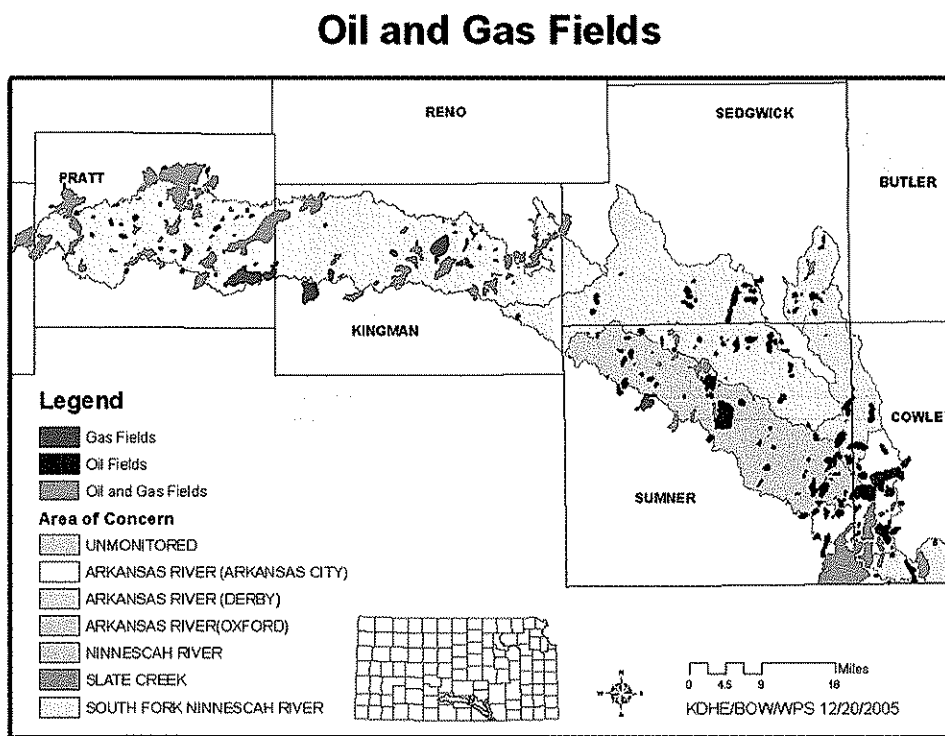 Oil and Gas Fields
RENO
SEDGWICK
BUTLER
PRATT
KINGMAN
COWLE
SUMNER
Legend
Gas Fields
Oil Fields
Oil and Gas Fields
Area of Concern
UNMONITORED
ARKANSAS RIVER (ARKANSAS CITY)
ARKANSAS RIVER (DERBY)
ARKANSAS RIVER(OXFORD)
NINNESCAH RIVER
SLATE CREEK
SOUTH FORK NINNESCAH RIVER
N
W E
S
Miles
0 4.5 9 18
KDHE/BOW/WPS 12/20/2005